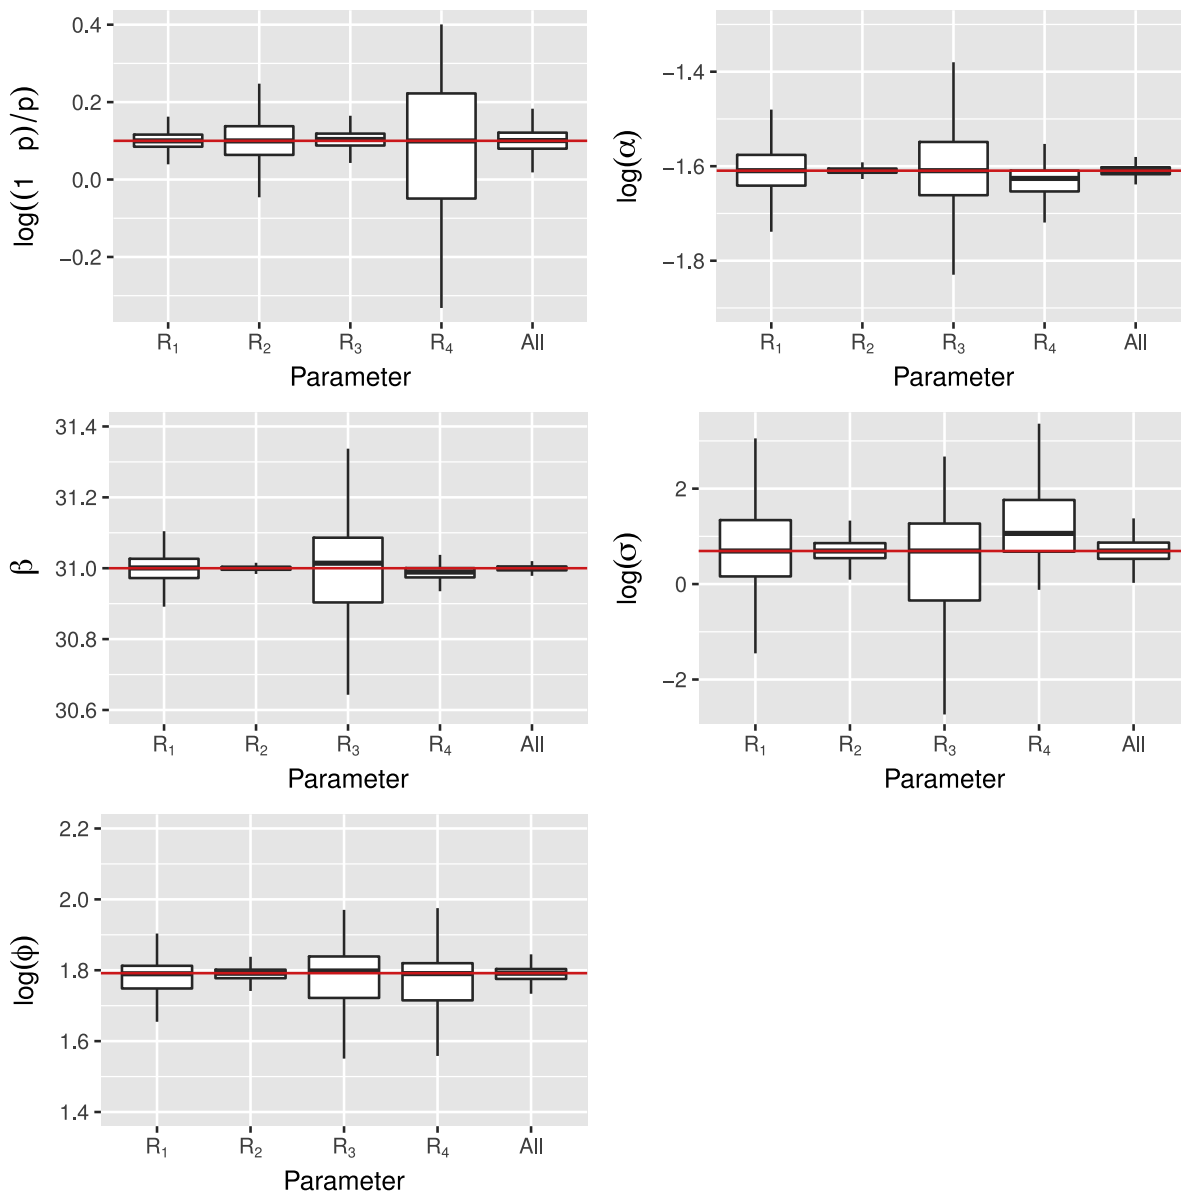 log((1 p)/p)
0.4
0.2
0.0
−0.2
R₁ R₂ R₃ R₄ All
Parameter
log(α)
−1.4
−1.6
−1.8
R₁ R₂ R₃ R₄ All
Parameter
β
31.4
31.2
31.0
30.8
30.6
R₁ R₂ R₃ R₄ All
Parameter
log(σ)
2
0
−2
R₁ R₂ R₃ R₄ All
Parameter
log(ϕ)
2.2
2.0
1.8
1.6
1.4
R₁ R₂ R₃ R₄ All
Parameter